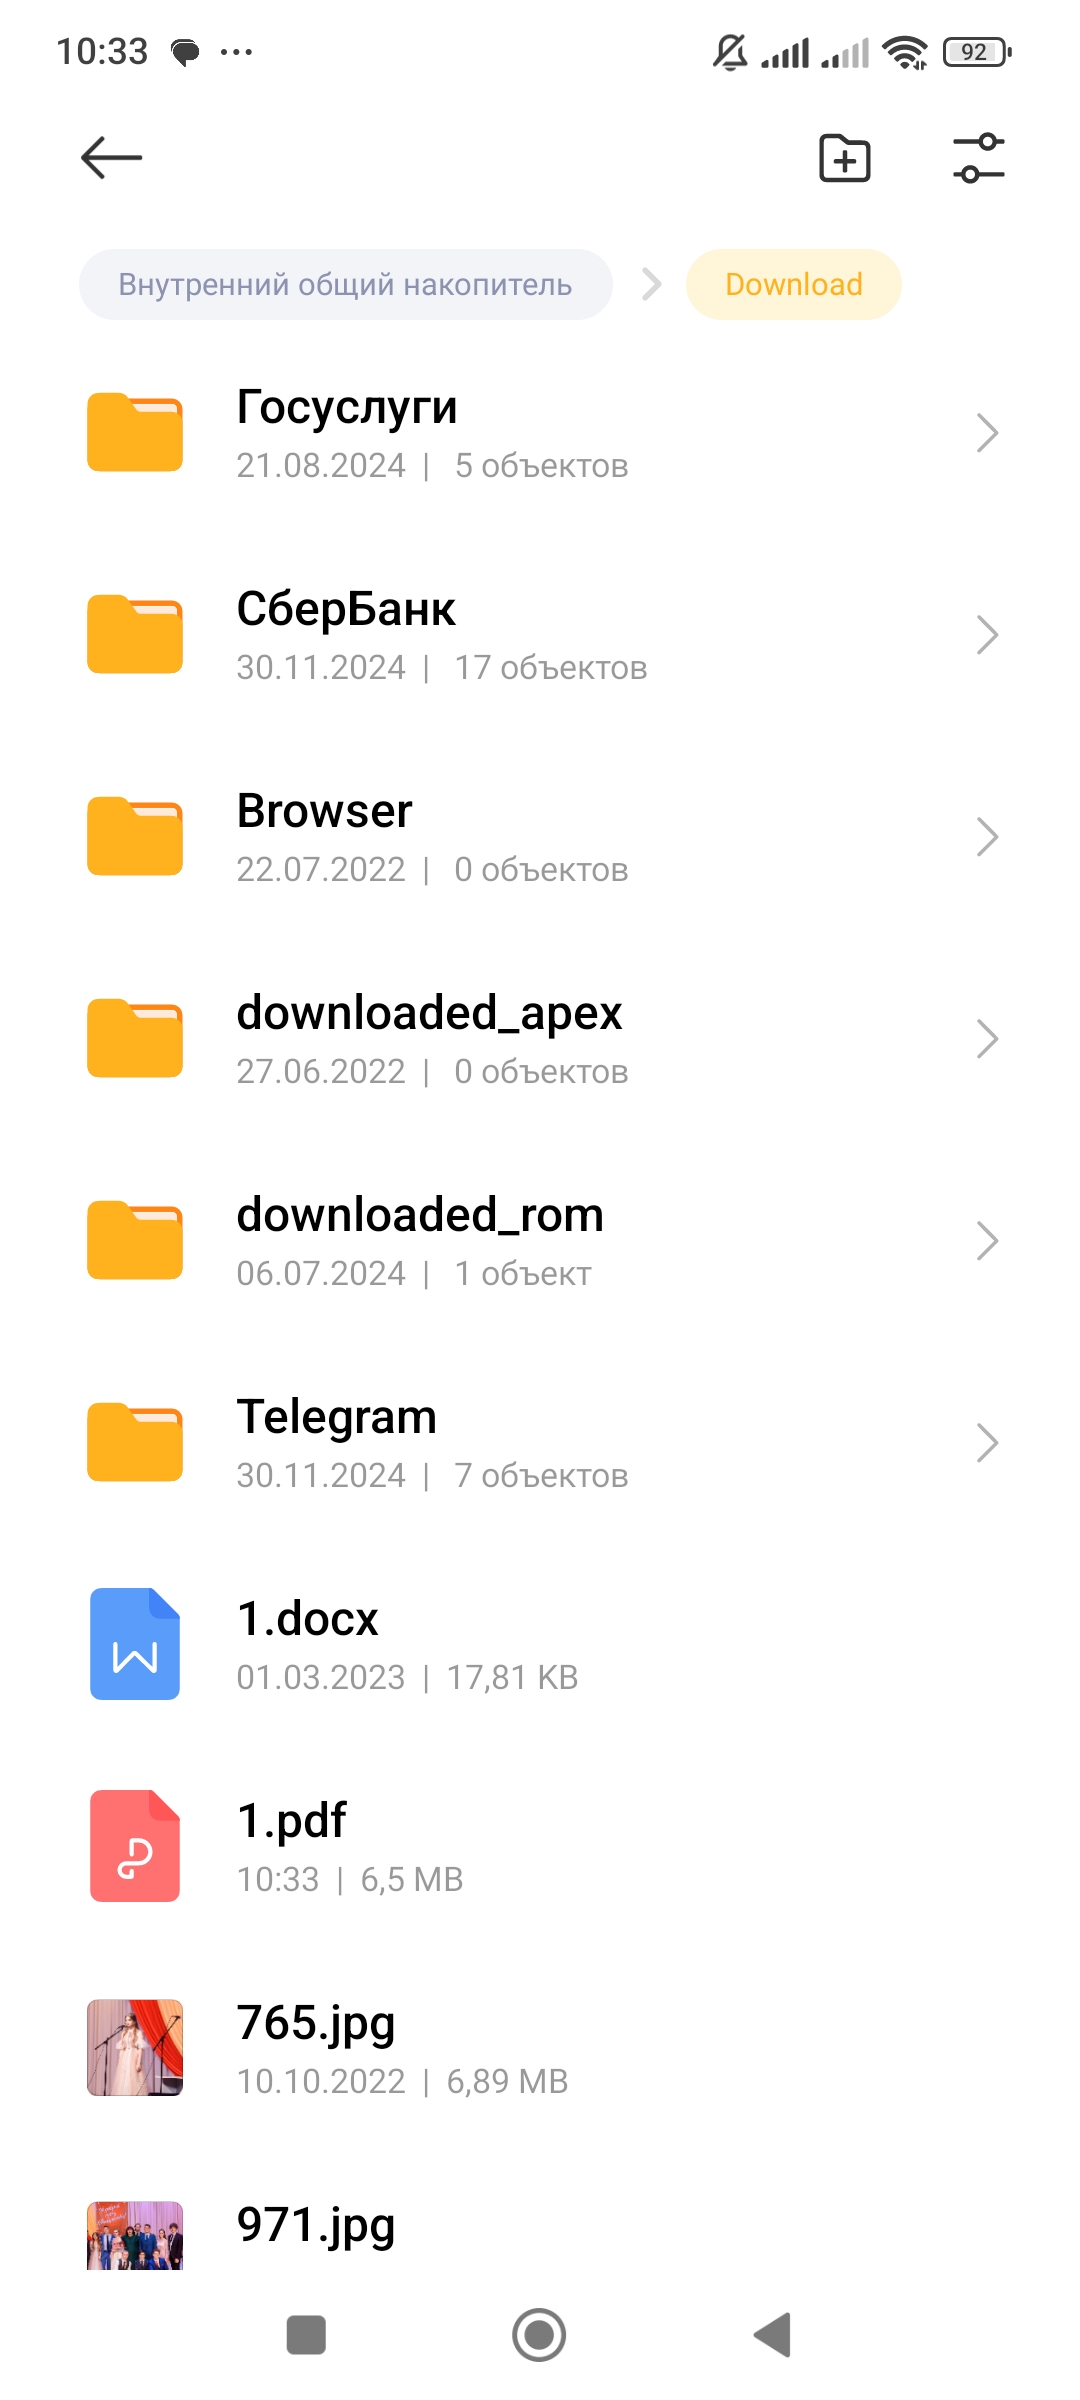 10:33 ... 92
Внутренний общий накопитель > Download
Госуслуги
21.08.2024 | 5 объектов
СберБанк
30.11.2024 | 17 объектов
Browser
22.07.2022 | 0 объектов
downloaded_apex
27.06.2022 | 0 объектов
downloaded_rom
06.07.2024 | 1 объект
Telegram
30.11.2024 | 7 объектов
1.docx
01.03.2023 | 17,81 KB
1.pdf
10:33 | 6,5 MB
765.jpg
10.10.2022 | 6,89 MB
971.jpg